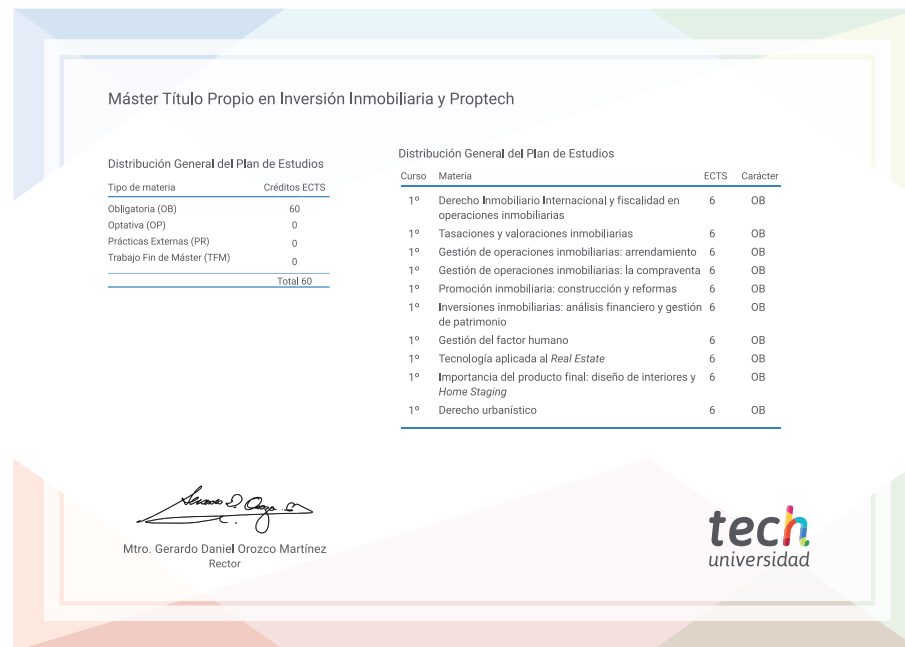 Máster Título Propio en Inversión Inmobiliaria y Proptech
Distribución General del Plan de Estudios
Tipo de materia Créditos ECTS
Obligatoria (OB) 60
Optativa (OP) 0
Prácticas Externas (PR) 0
Trabajo Fin de Máster (TFM) 0
Total 60
Distribución General del Plan de Estudios
Curso Materia ECTS Carácter
1º Derecho Inmobiliario Internacional y fiscalidad en 6 OB
operaciones inmobiliarias
1º Tasaciones y valoraciones inmobiliarias 6 OB
1º Gestión de operaciones inmobiliarias: arrendamiento 6 OB
1º Gestión de operaciones inmobiliarias: la compraventa 6 OB
1º Promoción inmobiliaria: construcción y reformas 6 OB
1º Inversiones inmobiliarias: análisis financiero y gestión 6 OB
de patrimonio
1º Gestión del factor humano 6 OB
1º Tecnología aplicada al Real Estate 6 OB
1º Importancia del producto final: diseño de interiores y 6 OB
Home Staging
1º Derecho urbanístico 6 OB
Mtro. Gerardo Daniel Orozco Martínez
Rector
tech
universidad